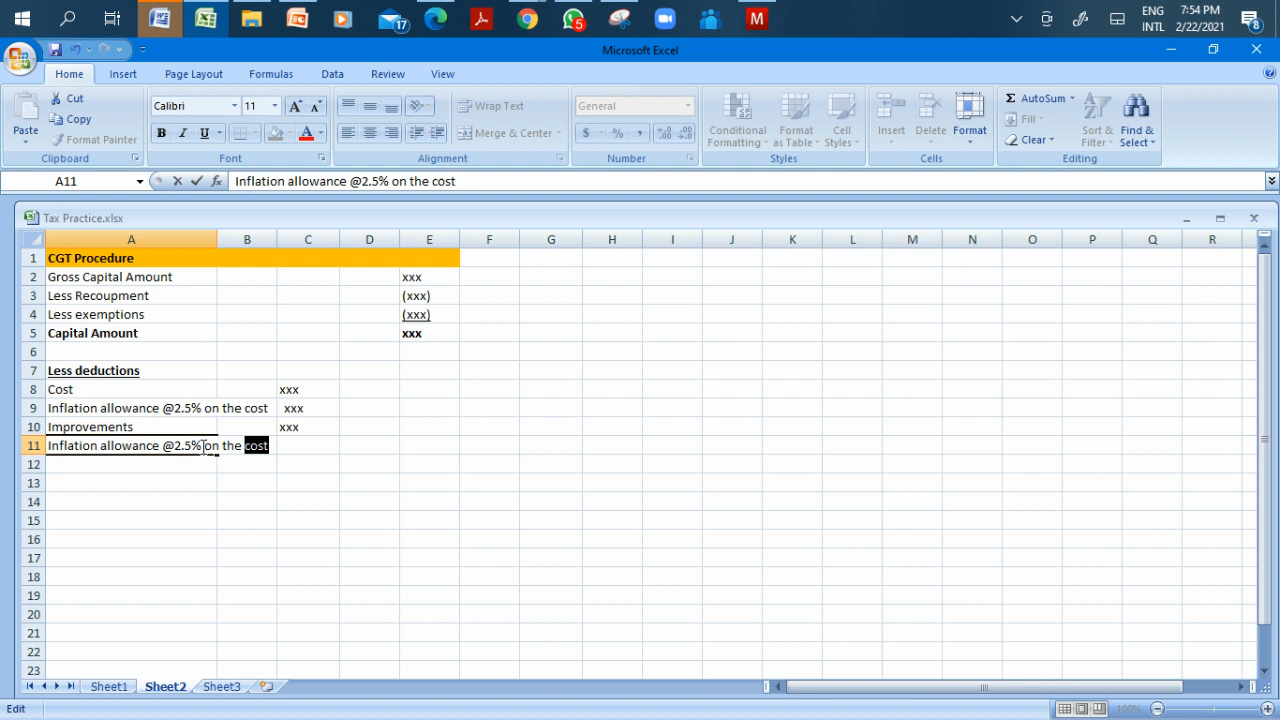 17
5
M
ENG
INTL
7:54 PM
2/22/2021
8
Microsoft Excel
Home Insert Page Layout Formulas Data Review View
Paste
Cut
Copy
Format Painter
Clipboard
Calibri 11
B I U
Font
Wrap Text
Merge & Center
Alignment
General
$ % ,
Number
Conditional Formatting
Format as Table
Cell Styles
Styles
Insert Delete Format
Cells
AutoSum
Fill
Clear
Sort & Filter
Find & Select
Editing
A11 fx Inflation allowance @2.5% on the cost
Tax Practice.xlsx
A B C D E F G H I J K L M N O P Q R
1 CGT Procedure
2 Gross Capital Amount xxx
3 Less Recoupment (xxx)
4 Less exemptions (xxx)
5 Capital Amount xxx
6
7 Less deductions
8 Cost xxx
9 Inflation allowance @2.5% on the cost xxx
10 Improvements xxx
11 Inflation allowance @2.5% on the cost
12
13
14
15
16
17
18
19
20
21
22
23
Sheet1 Sheet2 Sheet3
Edit
100%